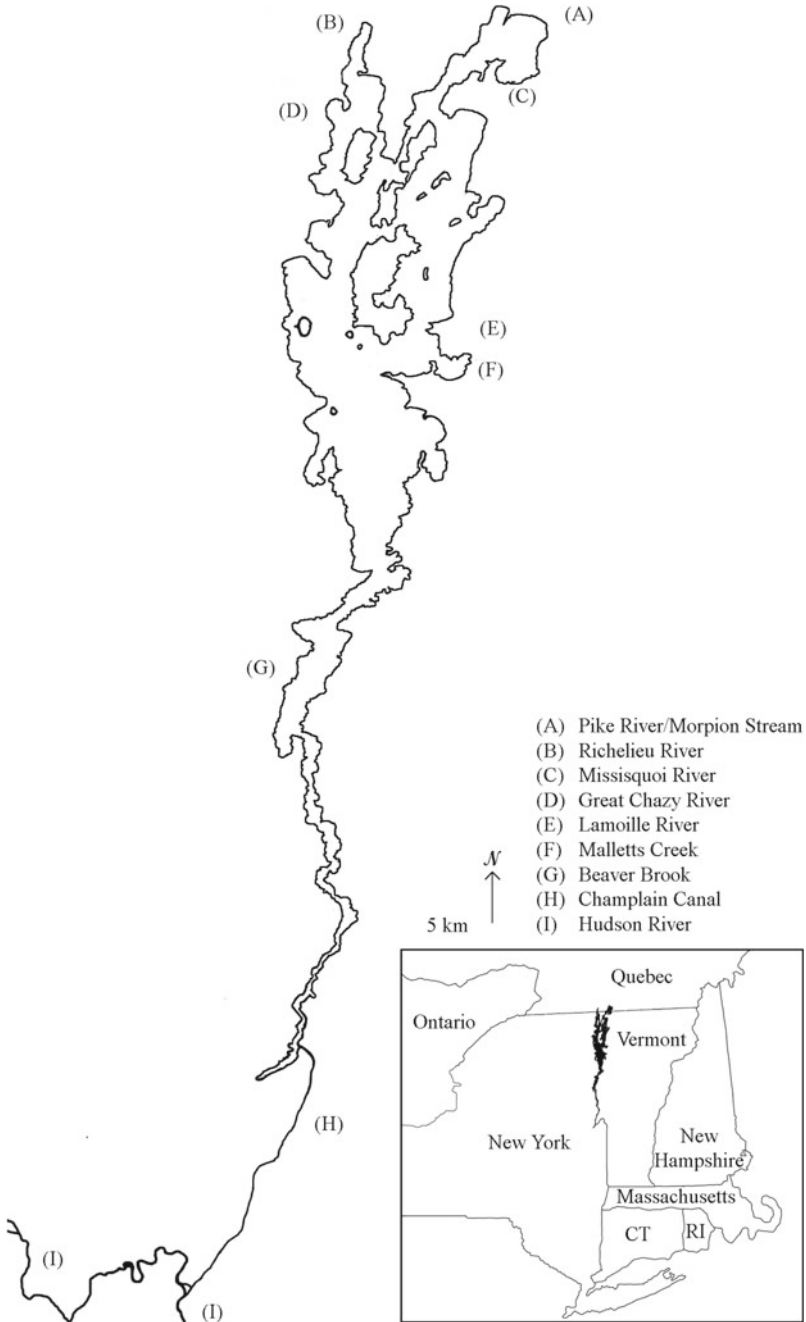 (A)
(B)
(C)
(D)
(E)
(F)
(G)
(A) Pike River/Morpion Stream
(B) Richelieu River
(C) Missisquoi River
(D) Great Chazy River
(E) Lamoille River
(F) Malletts Creek
(G) Beaver Brook
(H) Champlain Canal
(I) Hudson River
N
5 km
Quebec
Ontario
Vermont
New York
New
Hampshire
Massachusetts
CT
RI
(H)
(I)
(I)